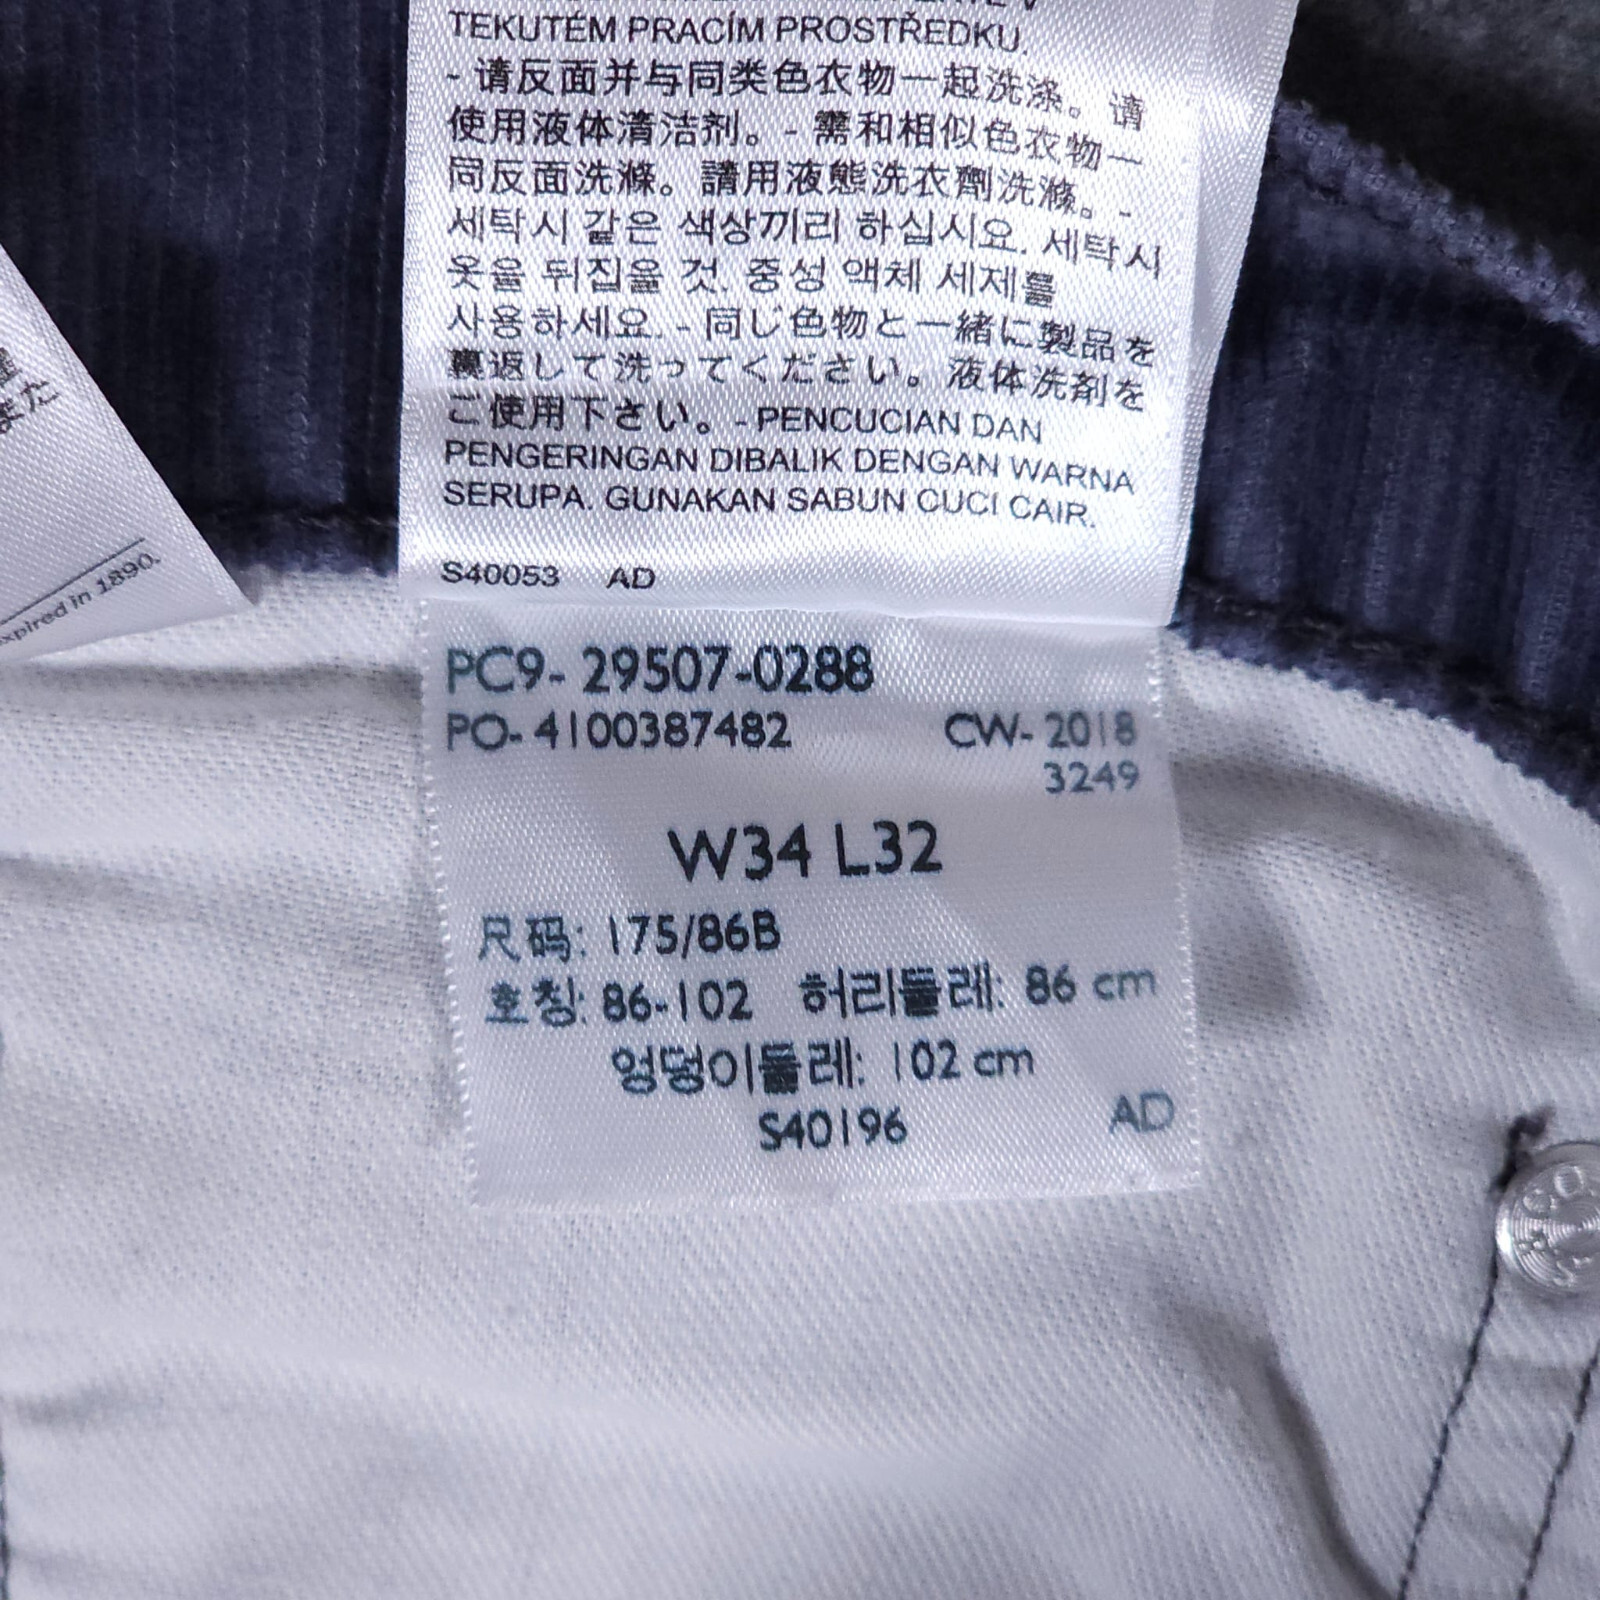 TEKUTÉM PRACÍM PROSTŘEDKU.
- 请反面并与同类色衣物一起洗涤。请
使用液体清洁剂。- 需和相似色衣物一
同反面洗滌。請用液態洗衣劑洗滌。-
세탁시 같은 색상끼리 하십시요. 세탁시
옷을 뒤집을 것. 중성 액체 세제를
사용하세요. - 同じ色物と一緒に製品を
裏返して洗ってください。液体洗剤を
ご使用下さい。- PENCUCIAN DAN
PENGERINGAN DIBALIK DENGAN WARNA
SERUPA. GUNAKAN SABUN CUCI CAIR.
S40053 AD
また
expired in 1890.
PC9- 29507-0288
PO- 4100387482 CW- 2018
3249
W34 L32
尺码: 175/86B
호칭: 86-102 허리둘레: 86 cm
엉덩이둘레: 102 cm
S40196 AD